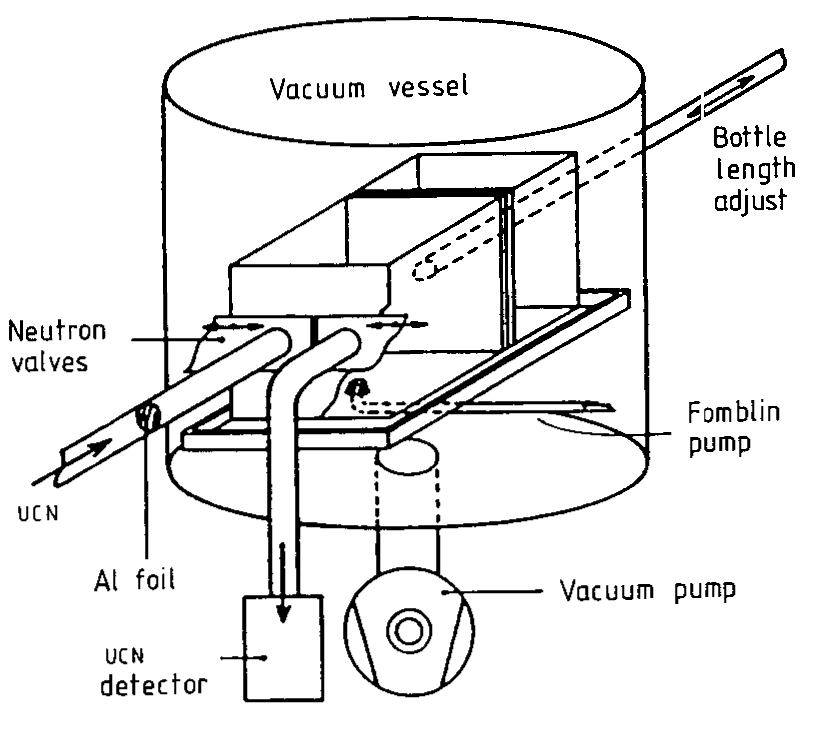 Vacuum vessel
Bottle
length
adjust
Neutron
valves
Fomblin
pump
UCN
Al foil
Vacuum pump
UCN
detector